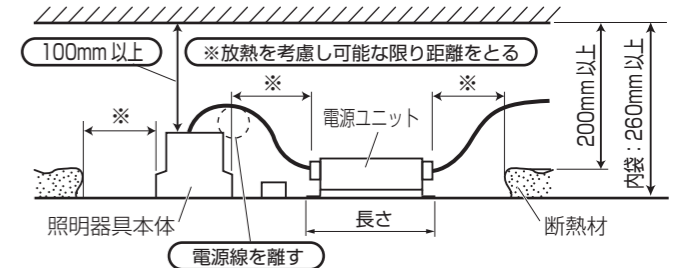 100mm以上
※放熱を考慮し可能な限り距離をとる
※
※
※
電源ユニット
200mm以上
内袋：260mm以上
照明器具本体
長さ
断熱材
電源線を離す